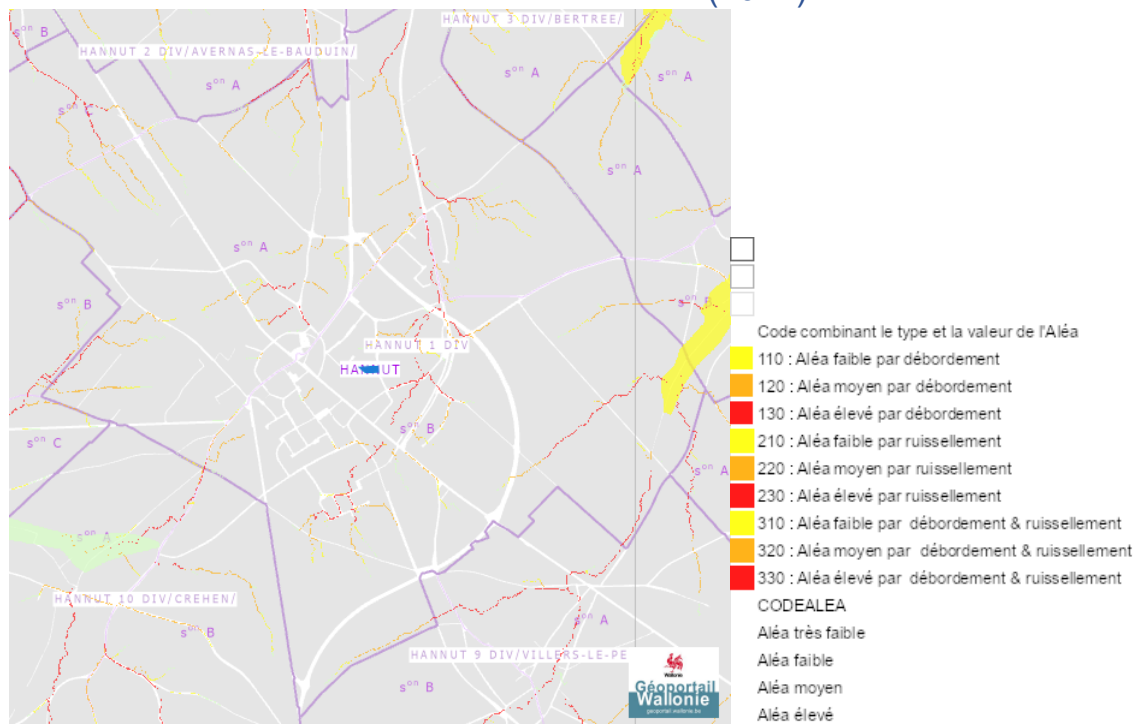 HANNUT 3 DIV/BERTREE/
sᵒⁿ B
HANNUT 2 DIV/AVERNAS-LE-BAUDUIN/
sᵒⁿ A
sᵒⁿ A
sᵒⁿ A
sᵒⁿ C
sᵒⁿ A
sᵒⁿ A
sᵒⁿ B
sᵒⁿ B
HANNUT 1 DIV
HANNUT
sᵒⁿ B
sᵒⁿ C
sᵒⁿ A
sᵒⁿ A
HANNUT 10 DIV/CREHEN/
sᵒⁿ B
sᵒⁿ A
HANNUT 9 DIV/VILLERS-LE-PE
sᵒⁿ B
Wallonie
Géoportail
Wallonie
geoportail.wallonie.be
Code combinant le type et la valeur de l'Aléa
110 : Aléa faible par débordement
120 : Aléa moyen par débordement
130 : Aléa élevé par débordement
210 : Aléa faible par ruissellement
220 : Aléa moyen par ruissellement
230 : Aléa élevé par ruissellement
310 : Aléa faible par débordement & ruissellement
320 : Aléa moyen par débordement & ruissellement
330 : Aléa élevé par débordement & ruissellement
CODEALEA
Aléa très faible
Aléa faible
Aléa moyen
Aléa élevé